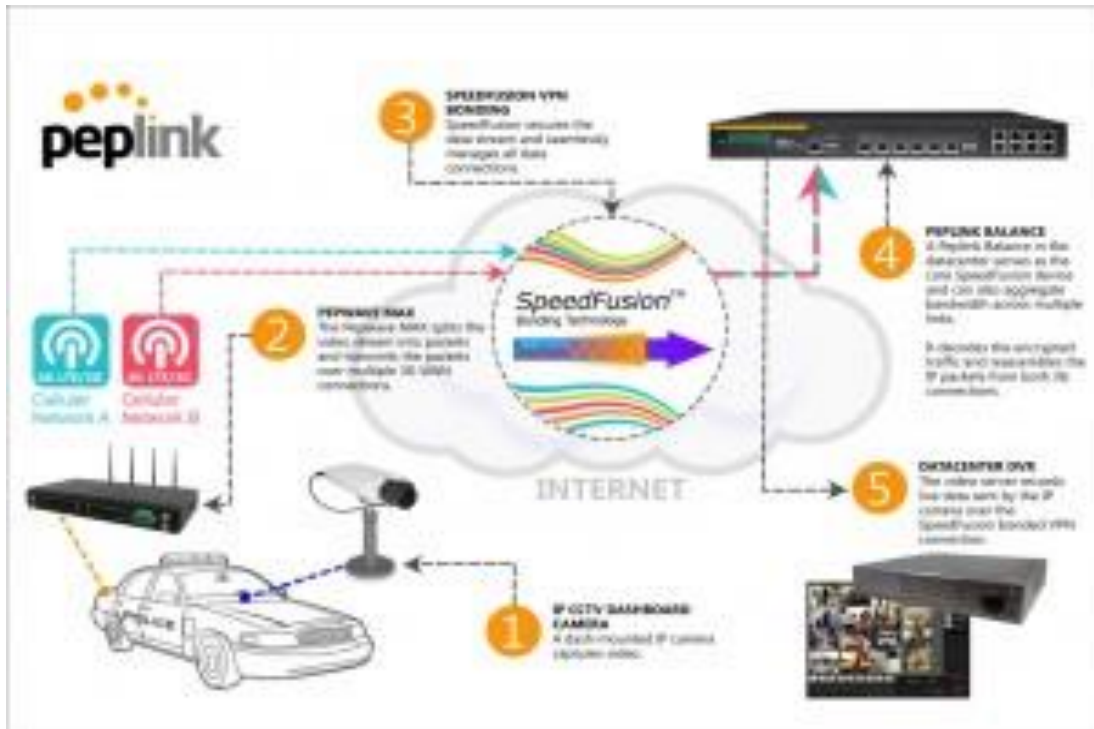 peplink
3
SPEEDFUSION VPN
BONDING
SpeedFusion secures the
data stream and seamlessly
manages all data
connections.
4
PEPLINK BALANCE
A Peplink Balance in the
datacenter serves as the
core SpeedFusion device
and can also aggregate
bandwidth across multiple
links.
It decodes the encrypted
traffic and reassembles the
IP packets from both 3G
connections.
2
PEPWAVE MAX
The Pepwave MAX splits the
video stream into packets
and the packets
over multiple 3G WAN
connections.
SpeedFusion™
Bonding Technology
Cellular
Network A
Cellular
Network B
INTERNET
5
DATACENTER DVR
The video server records
live data sent by the IP
camera over the
SpeedFusion bonded VPN
connection.
POLICE
1
IP CCTV DASHBOARD
CAMERA
A dash-mounted IP camera
captures video.